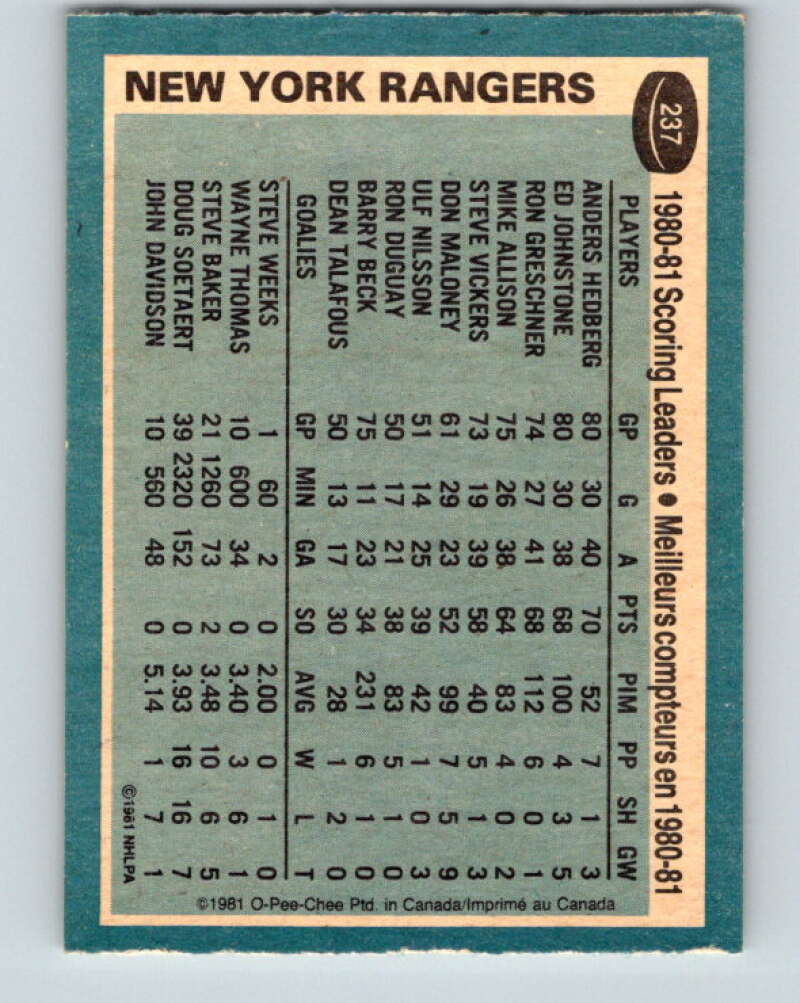 NEW YORK RANGERS
237
1980-81 Scoring Leaders • Meilleurs compteurs en 1980-81
PLAYERS GP G A PTS PIM PP SH GW
ANDERS HEDBERG 80 30 40 70 52 7 1 3
ED JOHNSTONE 80 30 38 68 100 4 3 5
RON GRESCHNER 74 27 41 68 112 6 0 1
MIKE ALLISON 75 26 38 64 83 4 0 2
STEVE VICKERS 73 19 39 58 40 5 1 3
DON MALONEY 61 29 23 52 99 7 5 9
ULF NILSSON 51 14 25 39 42 1 0 3
RON DUGUAY 50 17 21 38 83 5 1 0
BARRY BECK 75 11 23 34 231 6 1 0
DEAN TALAFOUS 50 13 17 30 28 1 2 0
GOALIES GP MIN GA SO AVG W L T
STEVE WEEKS 1 60 2 0 2.00 0 1 0
WAYNE THOMAS 10 600 34 0 3.40 3 6 1
STEVE BAKER 21 1260 73 2 3.48 10 6 5
DOUG SOETAERT 39 2320 152 0 3.93 16 16 7
JOHN DAVIDSON 10 560 48 0 5.14 1 7 1
©1981 NHLPA
©1981 O-Pee-Chee Ptd. in Canada/Imprimé au Canada